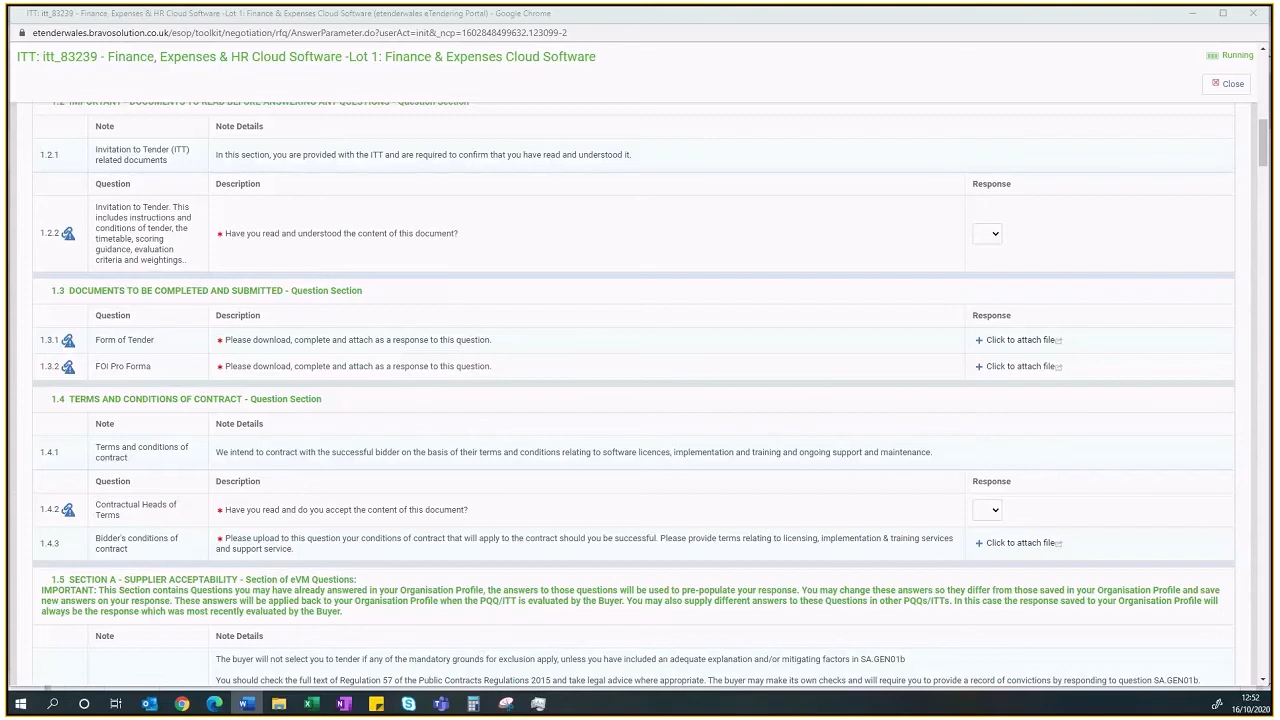 ITT: itt_83239 - Finance, Expenses & HR Cloud Software -Lot 1: Finance & Expenses Cloud Software (etenderwales eTendering Portal) - Google Chrome
etenderwales.bravosolution.co.uk/esop/toolkit/negotiation/rfq/AnswerParameter.do?userAct=init&_ncp=1602848499632.123099-2
ITT: itt_83239 - Finance, Expenses & HR Cloud Software -Lot 1: Finance & Expenses Cloud Software
Running
Close
1.2 IMPORTANT - DOCUMENTS TO READ BEFORE ANSWERING ANY QUESTIONS - Question Section
Note Note Details
1.2.1 Invitation to Tender (ITT) related documents In this section, you are provided with the ITT and are required to confirm that you have read and understood it.
Question Description Response
1.2.2 Invitation to Tender. This
includes instructions and
conditions of tender, the
timetable, scoring
guidance, evaluation
criteria and weightings..
* Have you read and understood the content of this document?
1.3 DOCUMENTS TO BE COMPLETED AND SUBMITTED - Question Section
Question Description Response
1.3.1 Form of Tender * Please download, complete and attach as a response to this question. + Click to attach file
1.3.2 FOI Pro Forma * Please download, complete and attach as a response to this question. + Click to attach file
1.4 TERMS AND CONDITIONS OF CONTRACT - Question Section
Note Note Details
1.4.1 Terms and conditions of
contract
We intend to contract with the successful bidder on the basis of their terms and conditions relating to software licences, implementation and training and ongoing support and maintenance.
Question Description Response
1.4.2 Contractual Heads of
Terms
* Have you read and do you accept the content of this document?
1.4.3 Bidder's conditions of
contract
* Please upload to this question your conditions of contract that will apply to the contract should you be successful. Please provide terms relating to licensing, implementation & training services
and support service.
+ Click to attach file
1.5 SECTION A - SUPPLIER ACCEPTABILITY - Section of eVM Questions:
IMPORTANT: This Section contains Questions you may have already answered in your Organisation Profile, the answers to those questions will be used to pre-populate your response. You may change these answers so they differ from those saved in your Organisation Profile and save
new answers on your response. These answers will be applied back to your Organisation Profile when the PQQ/ITT is evaluated by the Buyer. You may also supply different answers to these Questions in other PQQs/ITTs. In this case the response saved to your Organisation Profile will
always be the response which was most recently evaluated by the Buyer.
Note Note Details
The buyer will not select you to tender if any of the mandatory grounds for exclusion apply, unless you have included an adequate explanation and/or mitigating factors in SA.GEN01b
You should check the full text of Regulation 57 of the Public Contracts Regulations 2015 and take legal advice where appropriate. The buyer may make its own checks and will require you to provide a record of convictions by responding to question SA.GEN01b.
12:52
16/10/2020